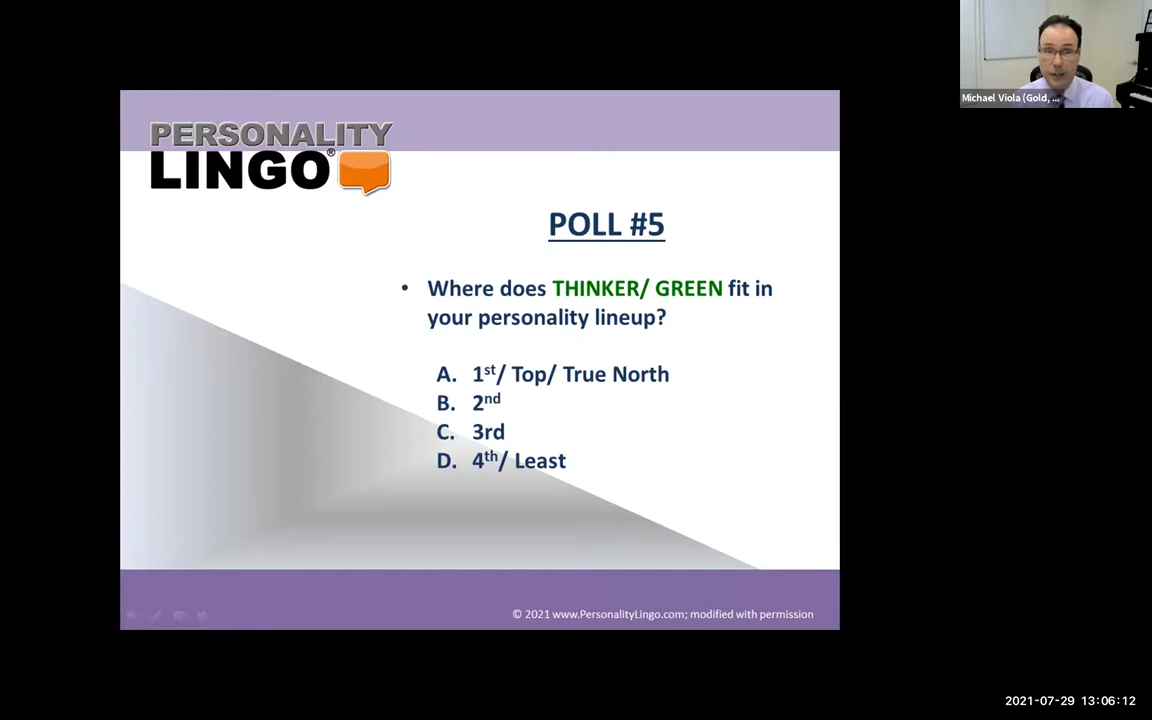 Michael Viola (Gold, ...
PERSONALITY
LINGO®
POLL #5
• Where does THINKER/ GREEN fit in
your personality lineup?
A. 1st/ Top/ True North
B. 2nd
C. 3rd
D. 4th/ Least
© 2021 www.PersonalityLingo.com; modified with permission
2021-07-29 13:06:12